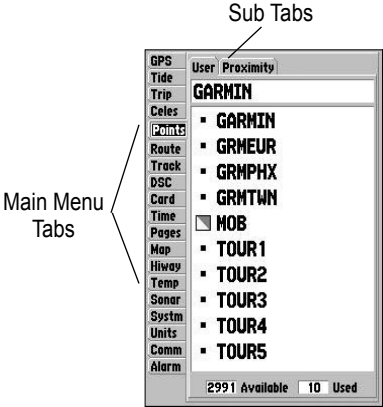 Sub Tabs
Main Menu
Tabs
GPS
Tide
Trip
Celes
Points
Route
Track
DSC
Card
Time
Pages
Map
Hiway
Temp
Sonar
Systm
Units
Comm
Alarm
User Proximity
GARMIN
GARMIN
GRMEUR
GRMPHX
GRMTWN
MOB
TOUR1
TOUR2
TOUR3
TOUR4
TOUR5
2991 Available 10 Used